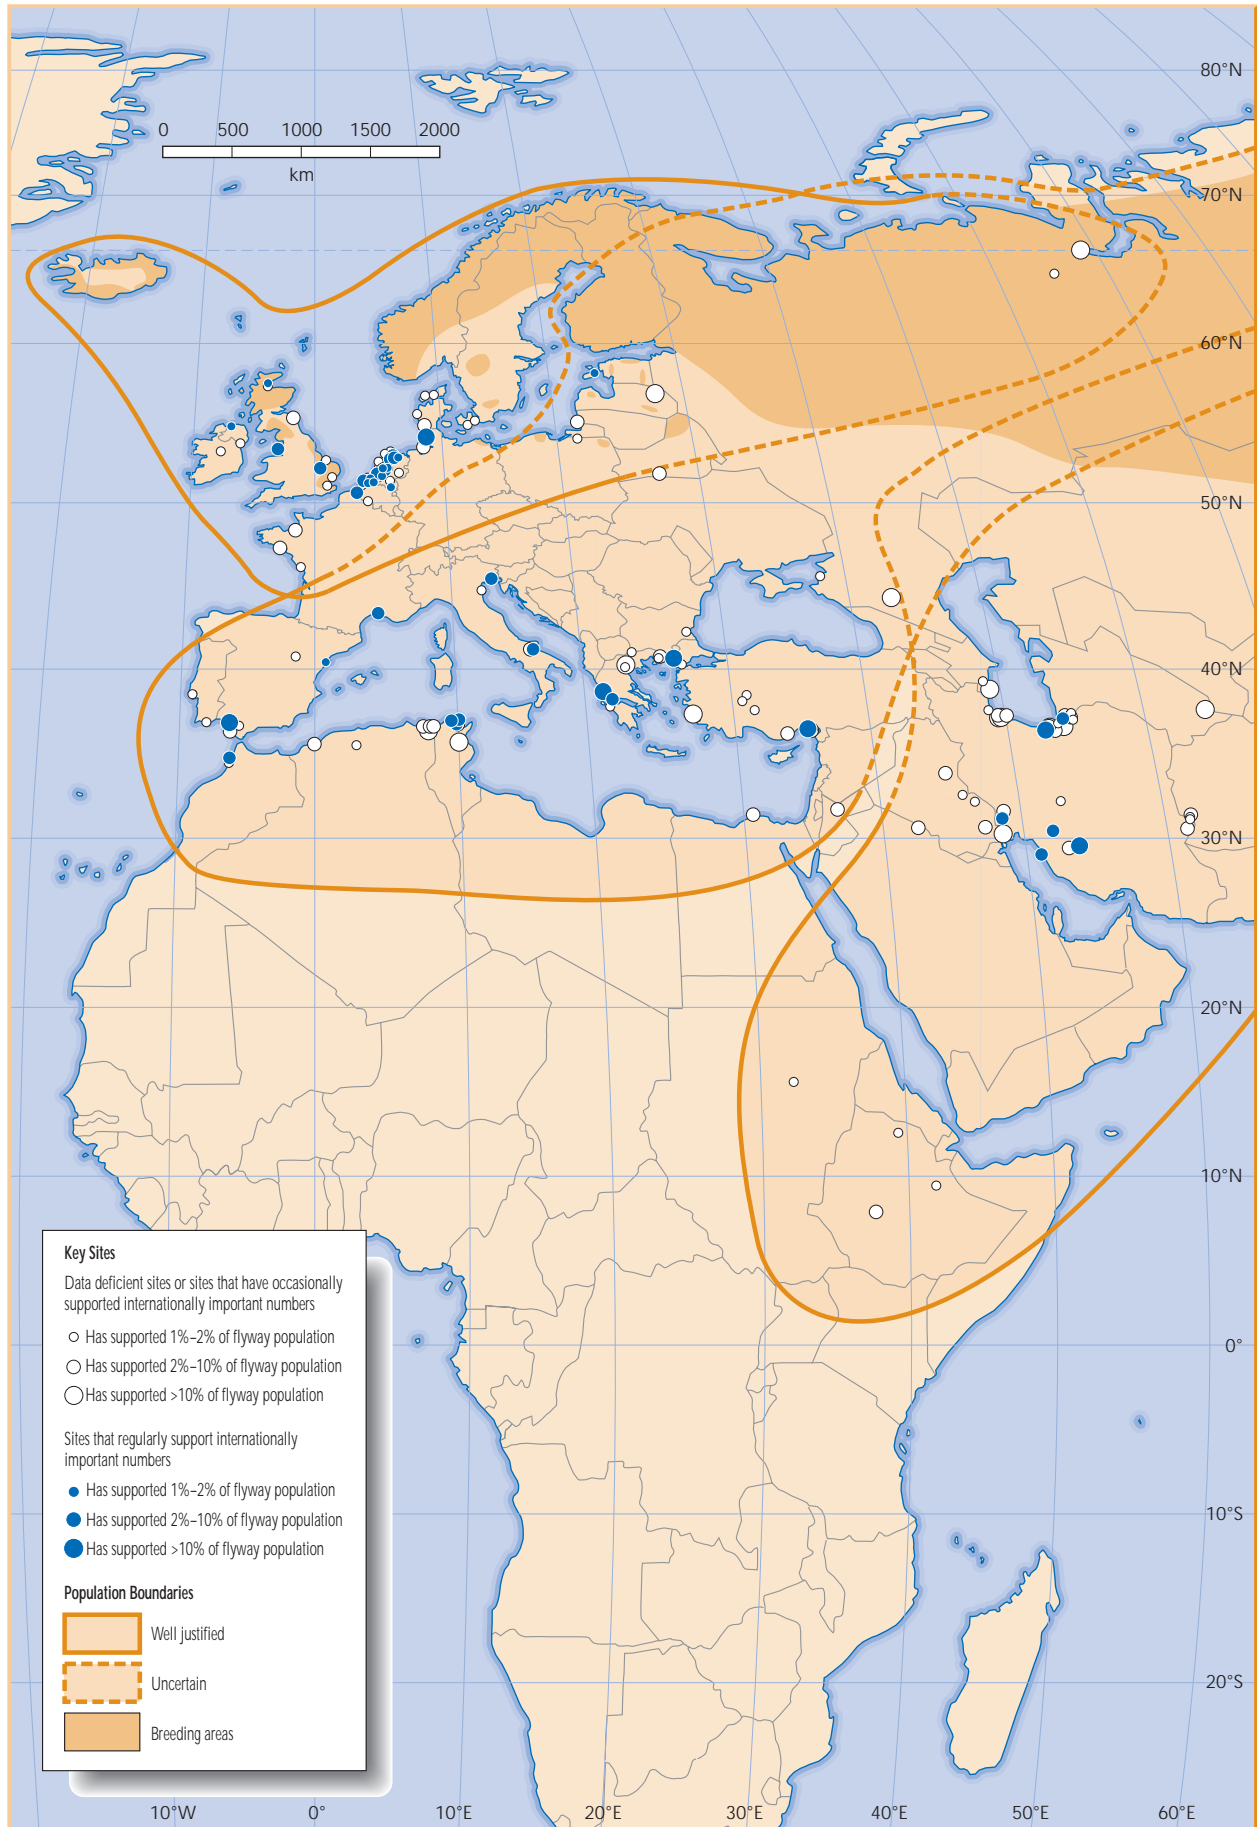 80°N
0 500 1000 1500 2000
km
70°N
60°N
50°N
40°N
30°N
20°N
10°N
Key Sites
Data deficient sites or sites that have occasionally
supported internationally important numbers
Has supported 1%–2% of flyway population
0°
Has supported 2%–10% of flyway population
Has supported >10% of flyway population
Sites that regularly support internationally
important numbers
Has supported 1%–2% of flyway population
10°S
Has supported 2%–10% of flyway population
Has supported >10% of flyway population
Population Boundaries
Well justified
Uncertain
20°S
Breeding areas
10°W 0° 10°E 20°E 30°E 40°E 50°E 60°E